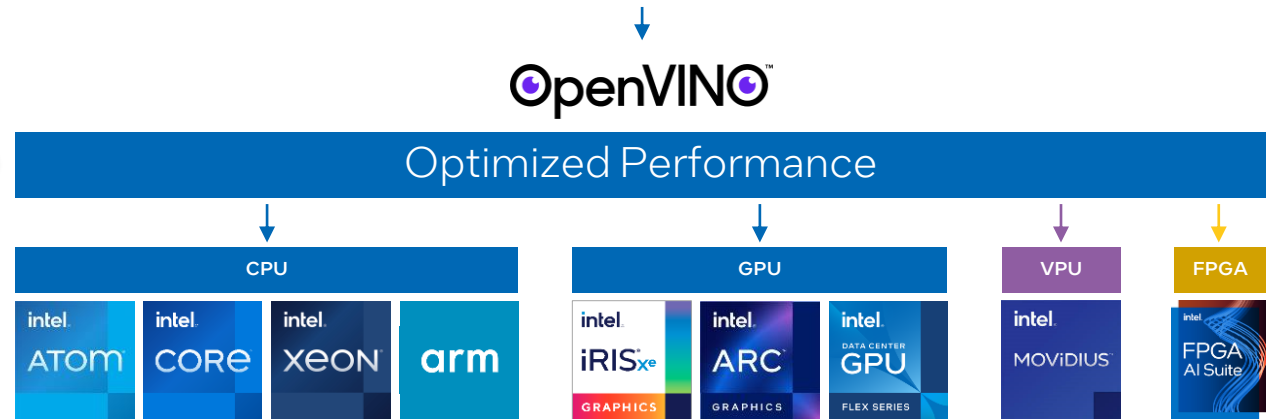 OpenVINO™
Optimized Performance
CPU
GPU
VPU
FPGA
intel.
ATOM
intel.
CORE
intel.
XEON
arm
intel.
iRIS xe
GRAPHICS
intel.
ARC
GRAPHICS
intel.
DATA CENTER
GPU
FLEX SERIES
intel.
MOViDIUS
intel.
FPGA
AI Suite